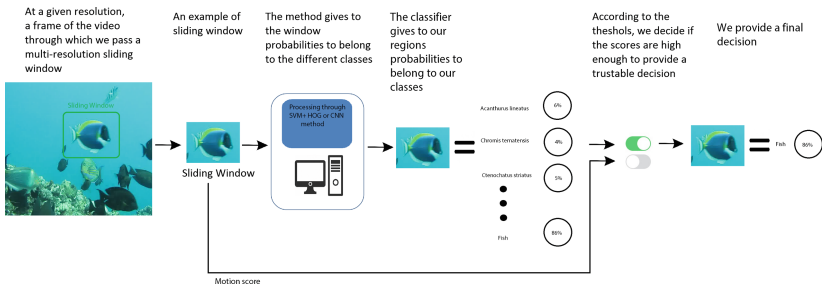 At a given resolution,
a frame of the video
through which we pass a
multi-resolution sliding
window
An example of
sliding window
The method gives to
the window
probabilities to belong
to the different classes
The classifier
gives to our
regions
probabilities to
belong to our
classes
According to the
theshols, we decide if
the scores are high
enough to provide a
trustable decision
We provide a final
decision
Sliding Window
Sliding Window
Processing through
SVM+ HOG or CNN
method
Acanthurus lineatus
6%
Chromis ternatensis
4%
Ctenochatus striatus
5%
Fish
86%
Fish
86%
Motion score